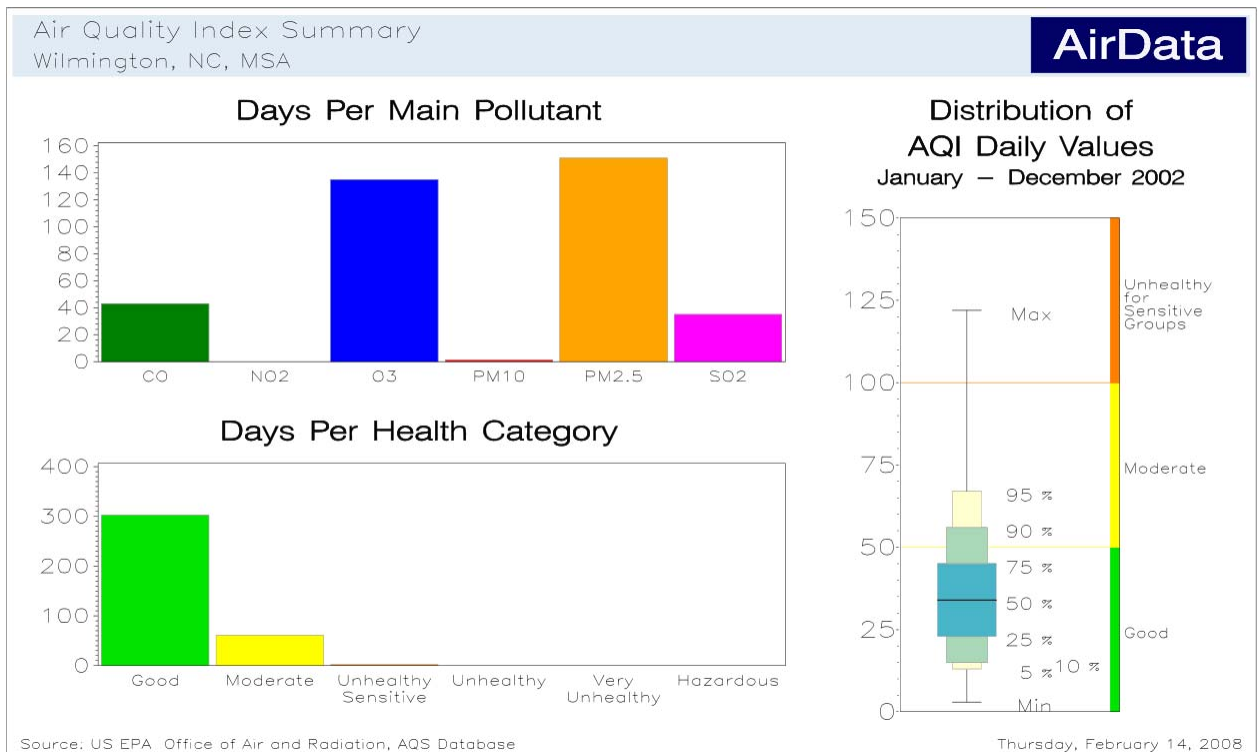 Air Quality Index Summary
Wilmington, NC, MSA
AirData
Days Per Main Pollutant
160
140
120
100
80
60
40
20
0
CO NO2 O3 PM10 PM2.5 SO2
Days Per Health Category
400
300
200
100
0
Good Moderate Unhealthy Sensitive Unhealthy Very Unhealthy Hazardous
Distribution of
AQI Daily Values
January – December 2002
150
125
100
75
50
25
0
Max
95 %
90 %
75 %
50 %
25 %
5 % 10 %
Min
Unhealthy
for
Sensitive
Groups
Moderate
Good
Source: US EPA Office of Air and Radiation, AQS Database
Thursday, February 14, 2008